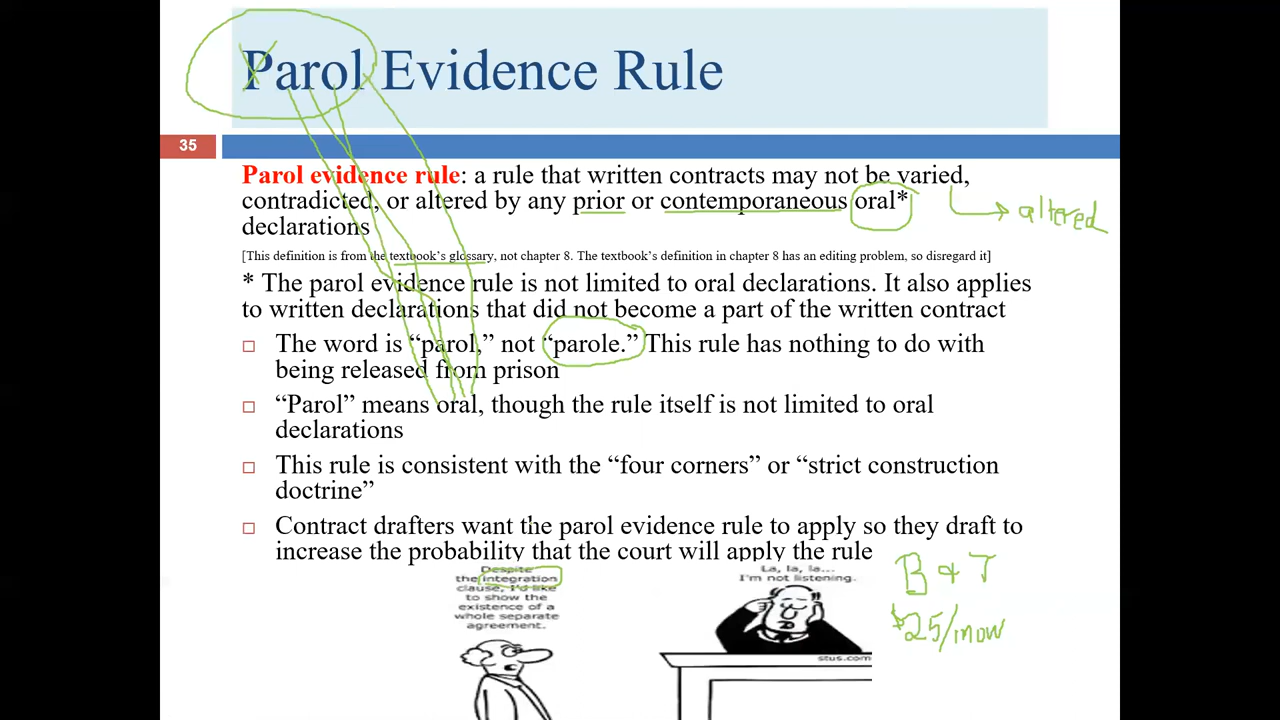 Parol Evidence Rule
35
Parol evidence rule: a rule that written contracts may not be varied,
contradicted, or altered by any prior or contemporaneous oral*
declarations
altered
[This definition is from the textbook's glossary, not chapter 8. The textbook's definition in chapter 8 has an editing problem, so disregard it]
* The parol evidence rule is not limited to oral declarations. It also applies
to written declarations that did not become a part of the written contract
□ The word is “parol,” not “parole.” This rule has nothing to do with
being released from prison
□ “Parol” means oral, though the rule itself is not limited to oral
declarations
□ This rule is consistent with the “four corners” or “strict construction
doctrine”
□ Contract drafters want the parol evidence rule to apply so they draft to
increase the probability that the court will apply the rule
Despite
the integration
clause, I'd like
to show the
existence of a
whole separate
agreement.
La, la, la...
I'm not listening.
stus.com
B + T
$25/mow